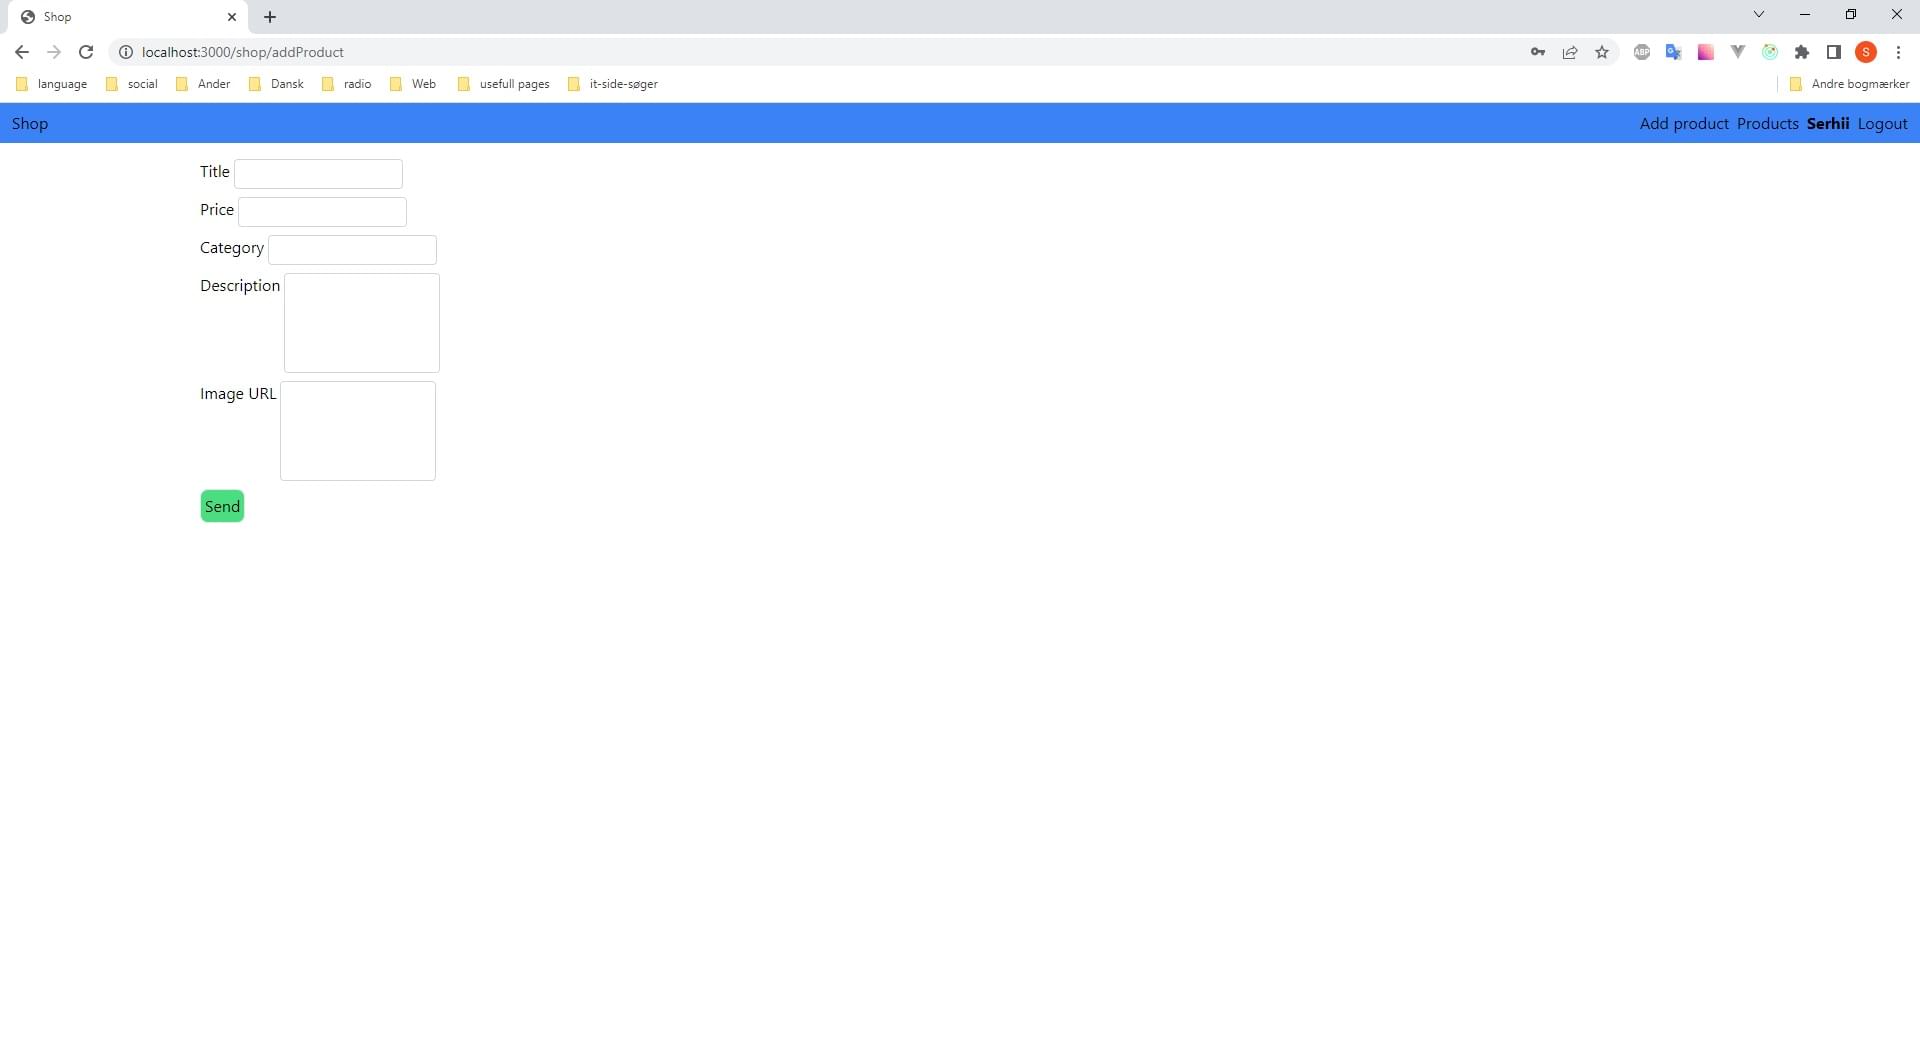 Shop
localhost:3000/shop/addProduct
ABP
S
language social Ander Dansk radio Web usefull pages it-side-søger Andre bogmærker
Shop Add product Products Serhii Logout
Title
Price
Category
Description
Image URL
Send